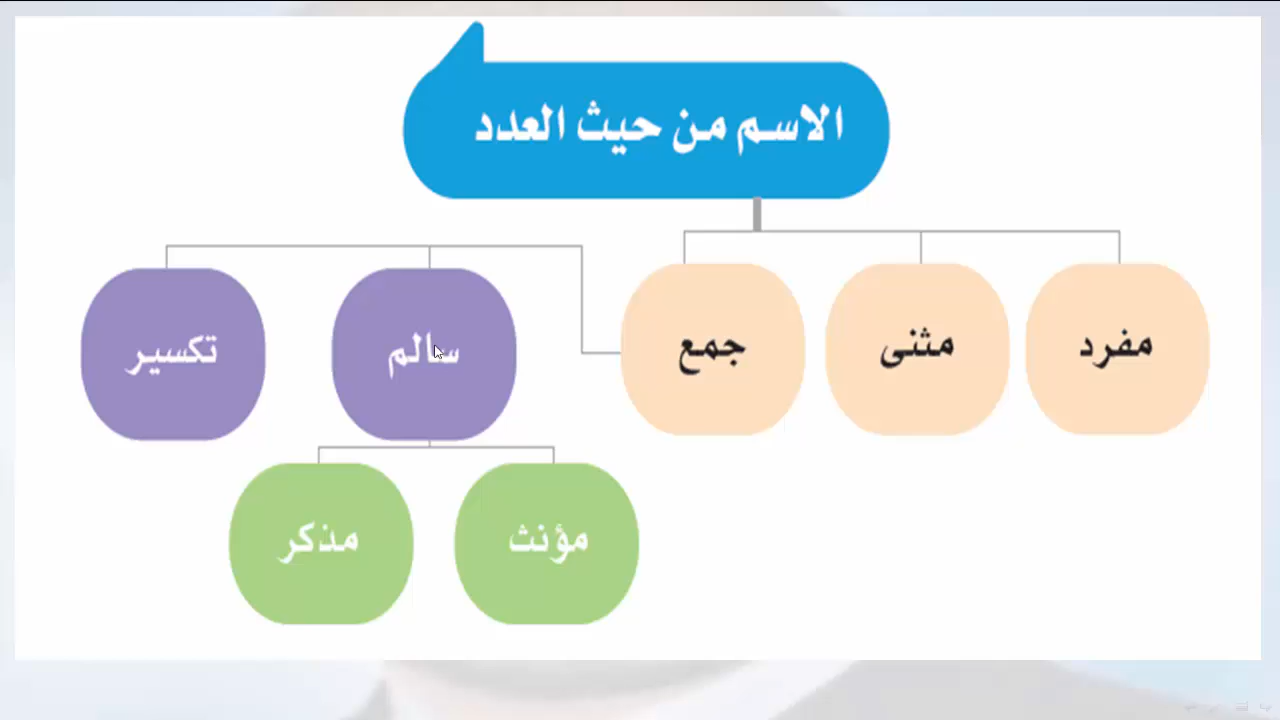 الاسم من حيث العدد
مفرد
مثنى
جمع
سالم
تكسير
مؤنث
مذكر